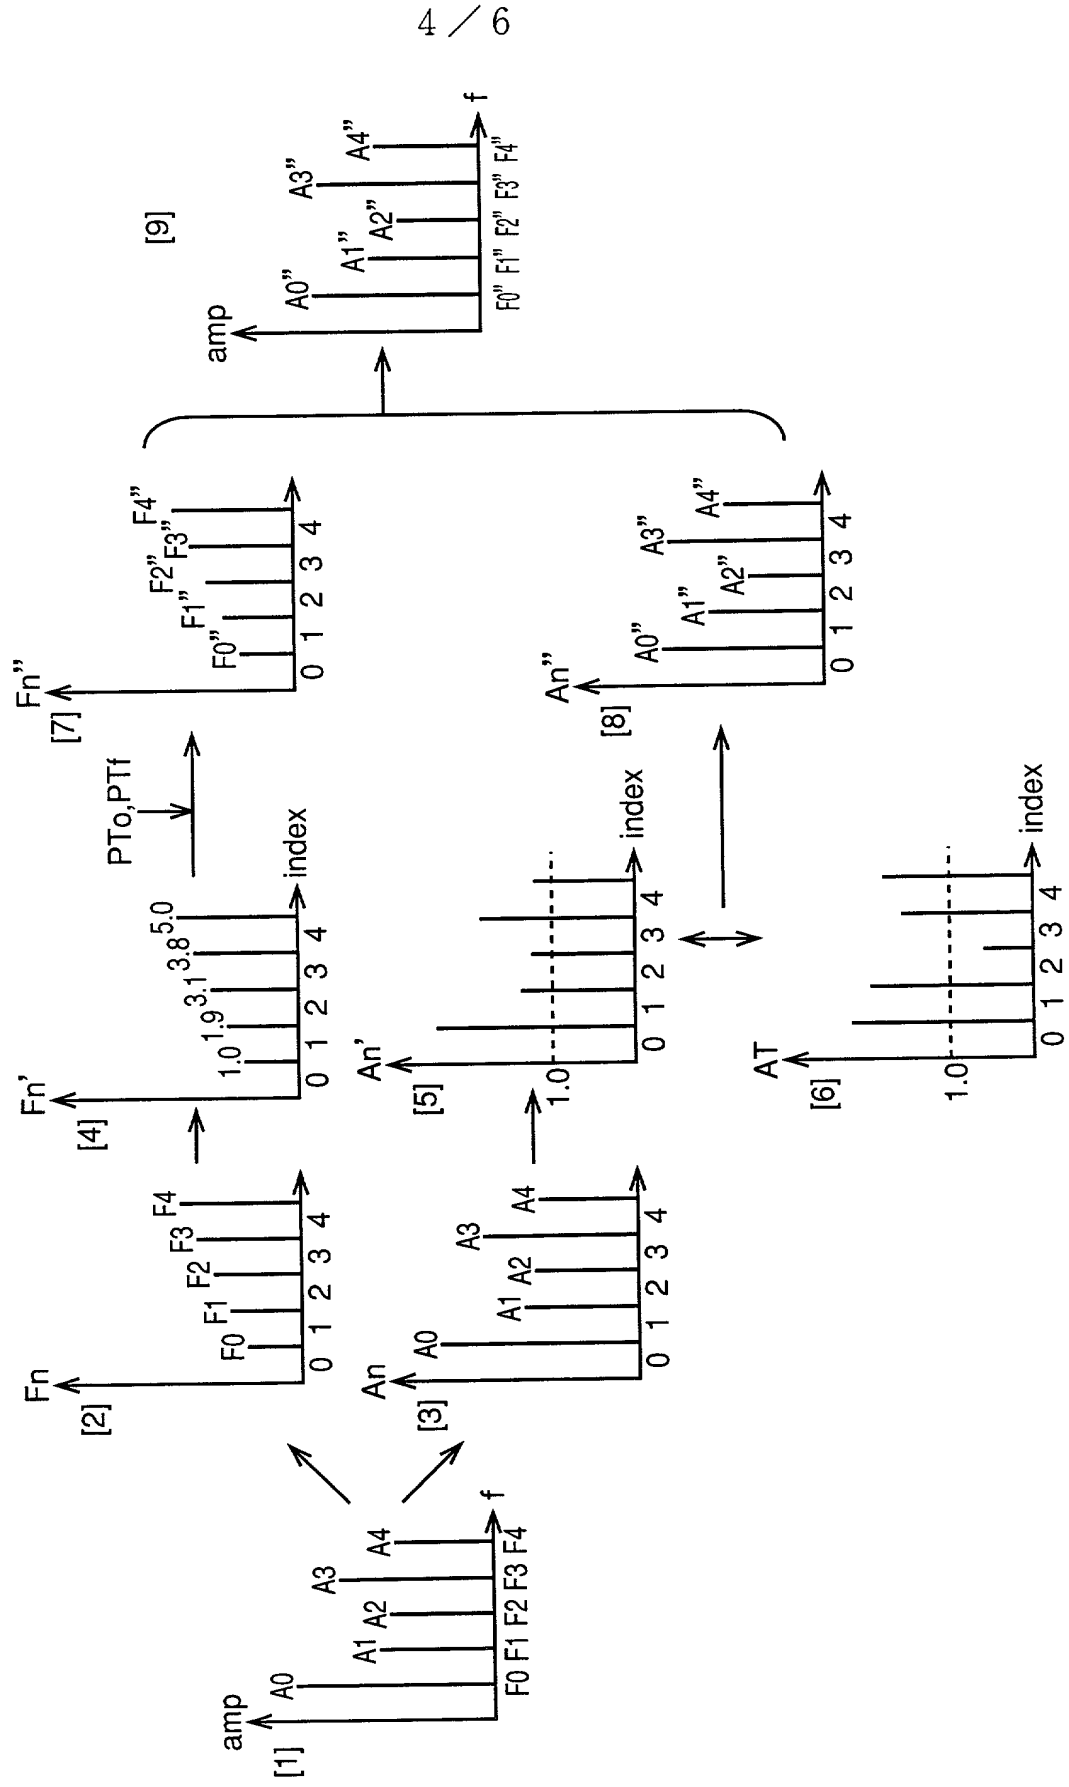 4／6
[1]
amp
A0
A1
A2
A3
A4
F0 F1 F2 F3 F4
f
[2]
Fn
F0
F1
F2
F3
F4
0 1 2 3 4
[3]
An
A0
A1
A2
A3
A4
0 1 2 3 4
[4]
Fn'
1.0
1.9
3.1
3.8
5.0
0 1 2 3 4
index
[5]
An'
1.0
0 1 2 3 4
index
[6]
AT
1.0
0 1 2 3 4
index
PTo,PTf
[7]
Fn”
F0”
F1”
F2”
F3”
F4”
0 1 2 3 4
[8]
An”
A0”
A1”
A2”
A3”
A4”
0 1 2 3 4
[9]
amp
A0”
A1”
A2”
A3”
A4”
F0” F1” F2” F3” F4”
f